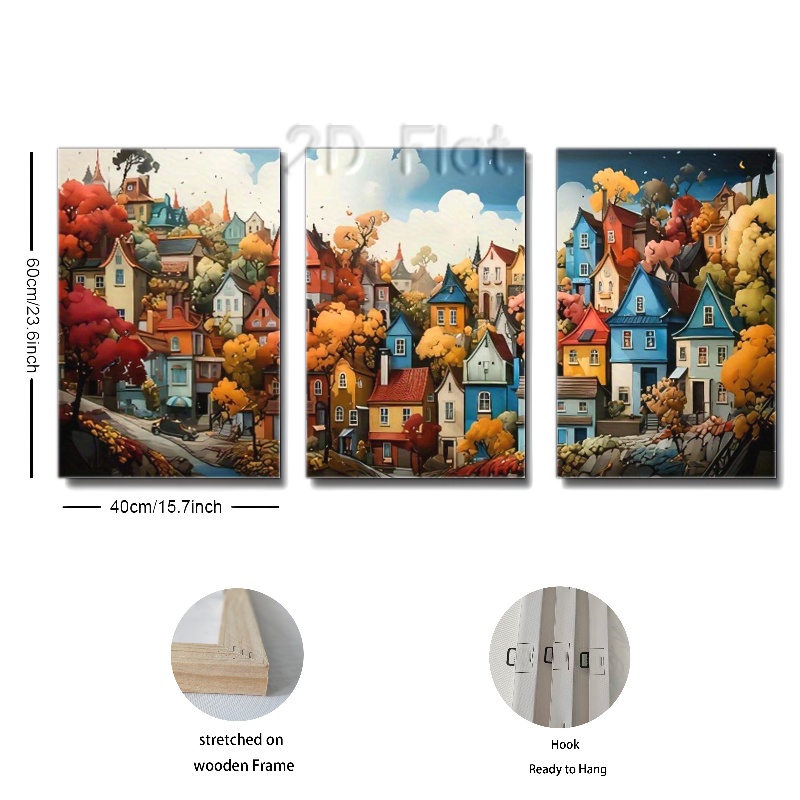 2D Flat
60cm/23.6inch
40cm/15.7inch
stretched on
wooden Frame
Hook
Ready to Hang